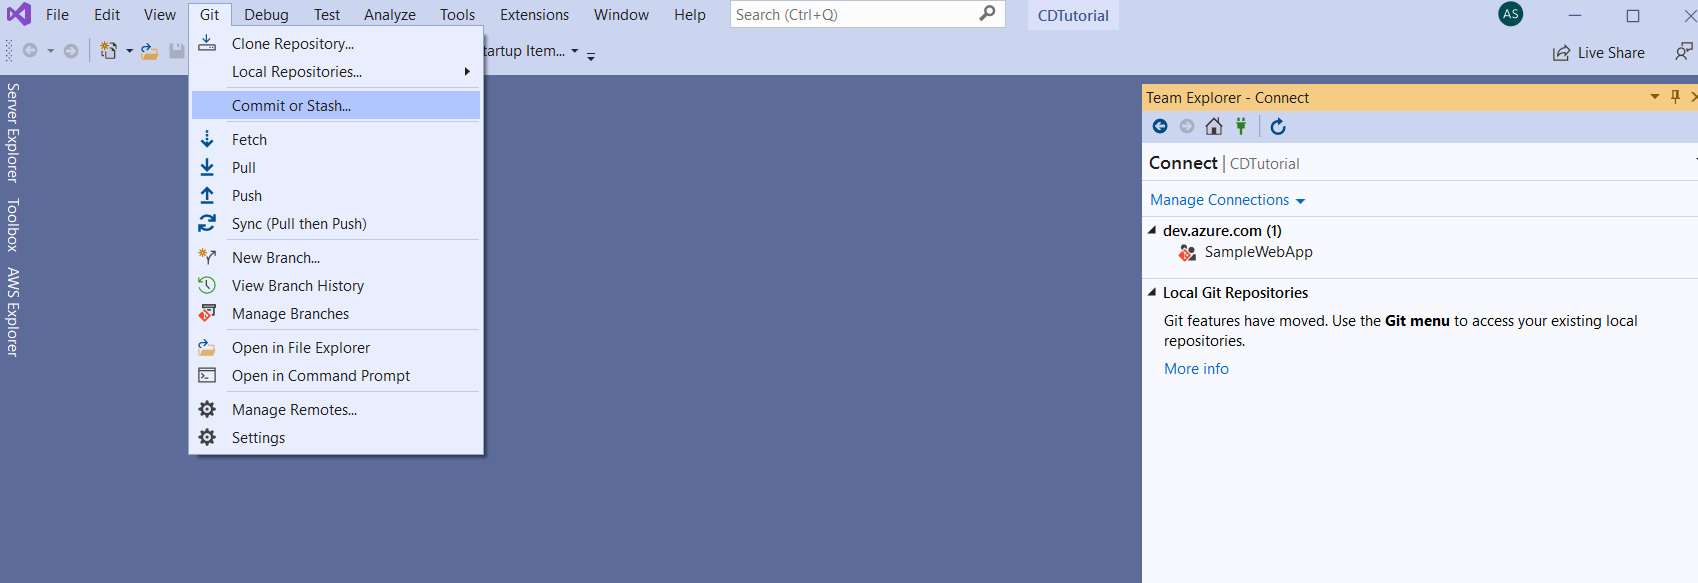 File Edit View Git Debug Test Analyze Tools Extensions Window Help Search (Ctrl+Q) CDTutorial AS
tartup Item... Live Share
Clone Repository...
Local Repositories...
Commit or Stash...
Fetch
Pull
Push
Sync (Pull then Push)
New Branch...
View Branch History
Manage Branches
Open in File Explorer
Open in Command Prompt
Manage Remotes...
Settings
Server Explorer
Toolbox
AWS Explorer
Team Explorer - Connect
Connect | CDTutorial
Manage Connections
dev.azure.com (1)
SampleWebApp
Local Git Repositories
Git features have moved. Use the Git menu to access your existing local
repositories.
More info